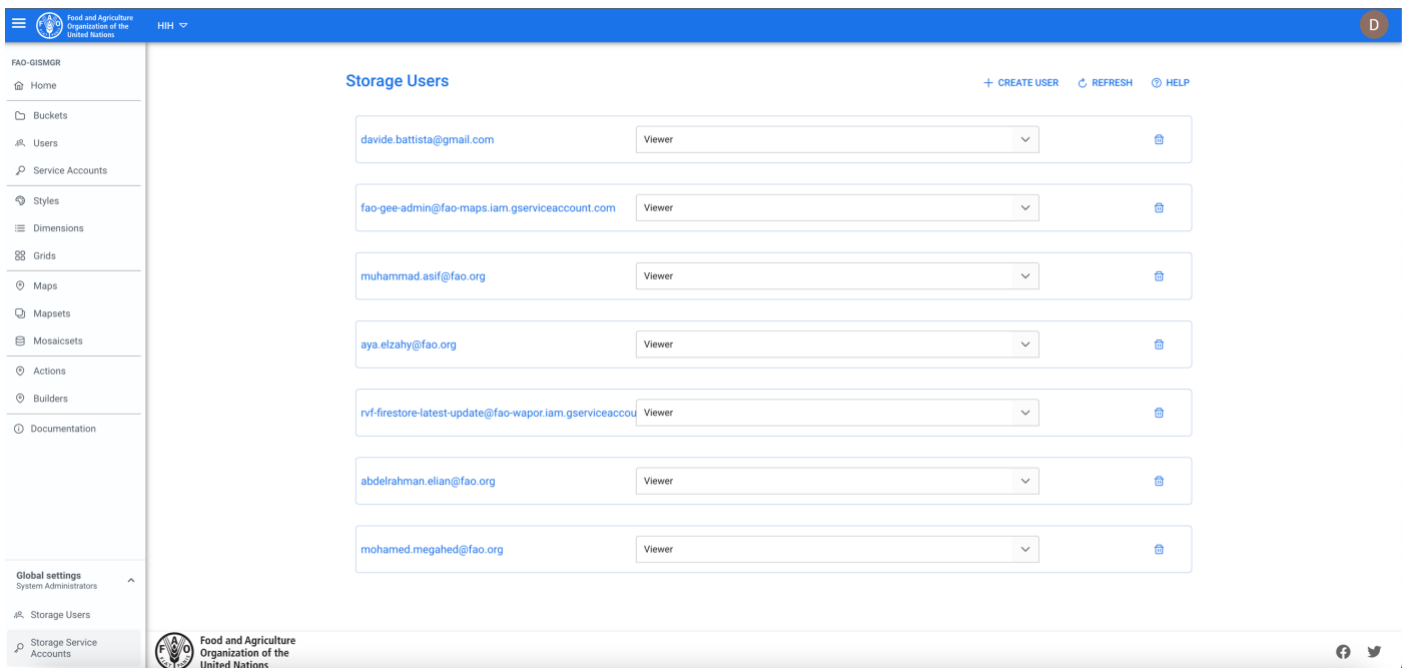 Food and Agriculture
Organization of the
United Nations
HIH
D
FAO-GISMGR
Home
Buckets
Users
Service Accounts
Styles
Dimensions
Grids
Maps
Mapsets
Mosaicsets
Actions
Builders
Documentation
Global settings
System Administrators
Storage Users
Storage Service
Accounts
Storage Users
CREATE USER
REFRESH
HELP
davide.battista@gmail.com
Viewer
fao-gee-admin@fao-maps.iam.gserviceaccount.com
Viewer
muhammad.asif@fao.org
Viewer
aya.elzahy@fao.org
Viewer
rvf-firestore-latest-update@fao-wapor.iam.gserviceaccou
Viewer
abdelrahman.elian@fao.org
Viewer
mohamed.megahed@fao.org
Viewer
Food and Agriculture
Organization of the
United Nations